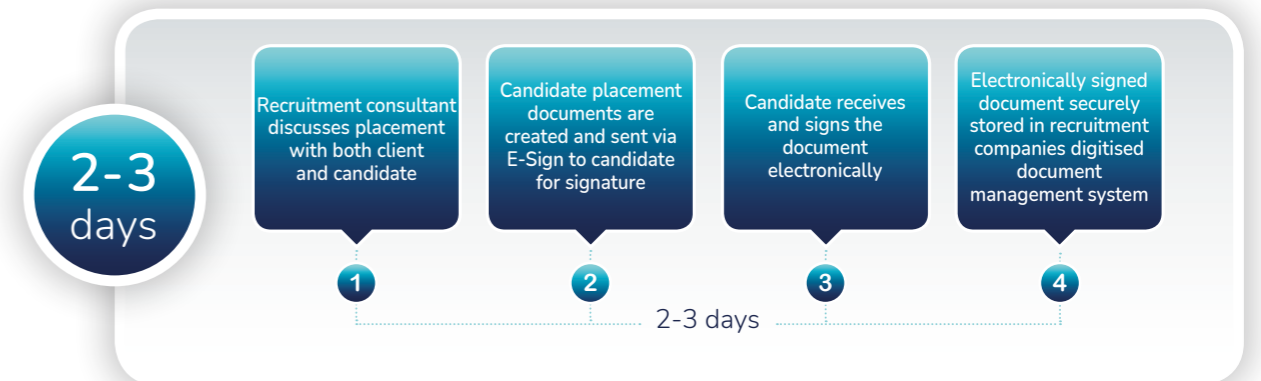 2-3
days
Recruitment consultant
discusses placement
with both client
and candidate
Candidate placement
documents are
created and sent via
E-Sign to candidate
for signature
Candidate receives
and signs the
document
electronically
Electronically signed
document securely
stored in recruitment
companies digitised
document
management system
1
2
3
4
2-3 days